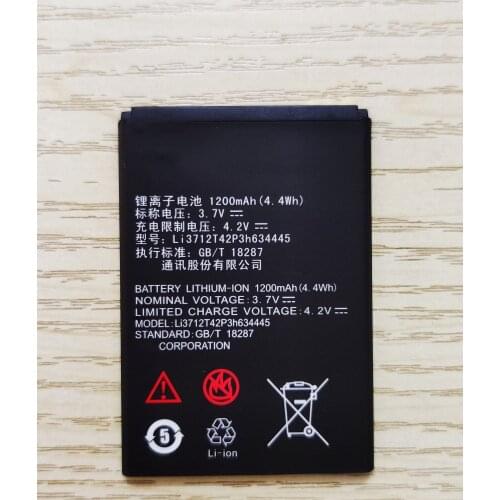 锂离子电池 1200mAh(4.4Wh)
标称电压: 3.7V
充电限制电压: 4.2V
型号: Li3712T42P3h634445
执行标准: GB/T 18287
通讯股份有限公司
BATTERY LITHIUM-ION 1200mAh(4.4Wh)
NOMINAL VOLTAGE: 3.7V
LIMITED CHARGE VOLTAGE: 4.2V
MODEL:Li3712T42P3h634445
STANDARD:GB/T 18287
CORPORATION
5
Li-ion